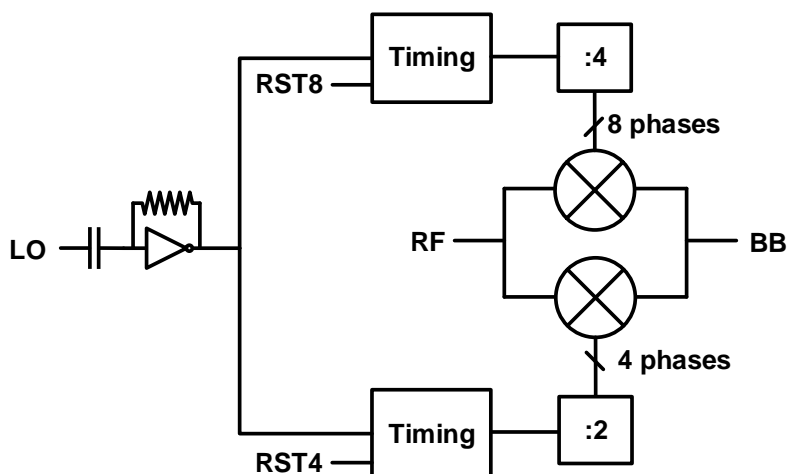 Timing
:4
RST8
8 phases
LO
RF
BB
4 phases
Timing
:2
RST4